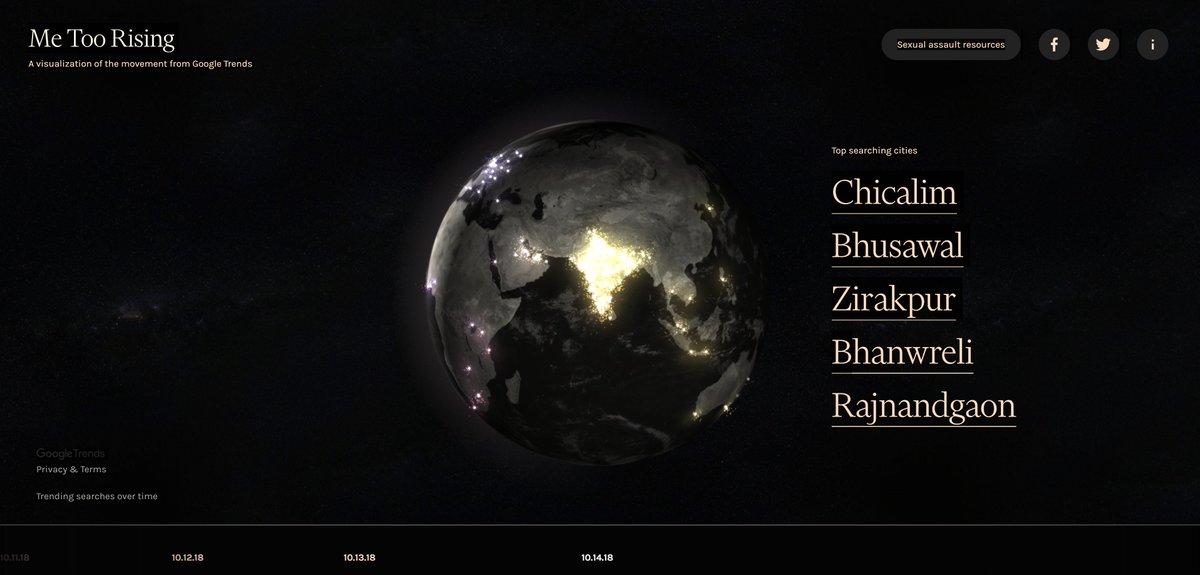 Me Too Rising
A visualization of the movement from Google Trends
Sexual assault resources
f
i
Top searching cities
Chicalim
Bhusawal
Zirakpur
Bhanwreli
Rajnandgaon
Google Trends
Privacy & Terms
Trending searches over time
10.11.18
10.12.18
10.13.18
10.14.18